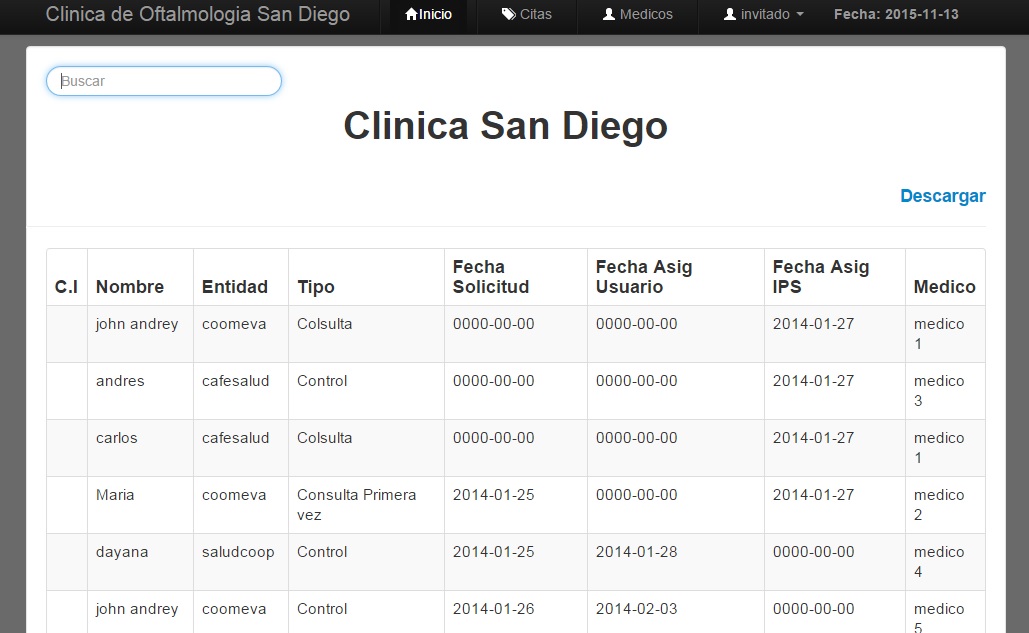 Clinica de Oftalmologia San Diego Inicio Citas Medicos invitado Fecha: 2015-11-13
Buscar
Clinica San Diego
Descargar
C.I Nombre Entidad Tipo Fecha Solicitud Fecha Asig Usuario Fecha Asig IPS Medico
john andrey coomeva Colsulta 0000-00-00 0000-00-00 2014-01-27 medico 1
andres cafesalud Control 0000-00-00 0000-00-00 2014-01-27 medico 3
carlos cafesalud Colsulta 0000-00-00 0000-00-00 2014-01-27 medico 1
Maria coomeva Consulta Primera vez 2014-01-25 0000-00-00 2014-01-27 medico 2
dayana saludcoop Control 2014-01-25 2014-01-28 0000-00-00 medico 4
john andrey coomeva Control 2014-01-26 2014-02-03 0000-00-00 medico 5